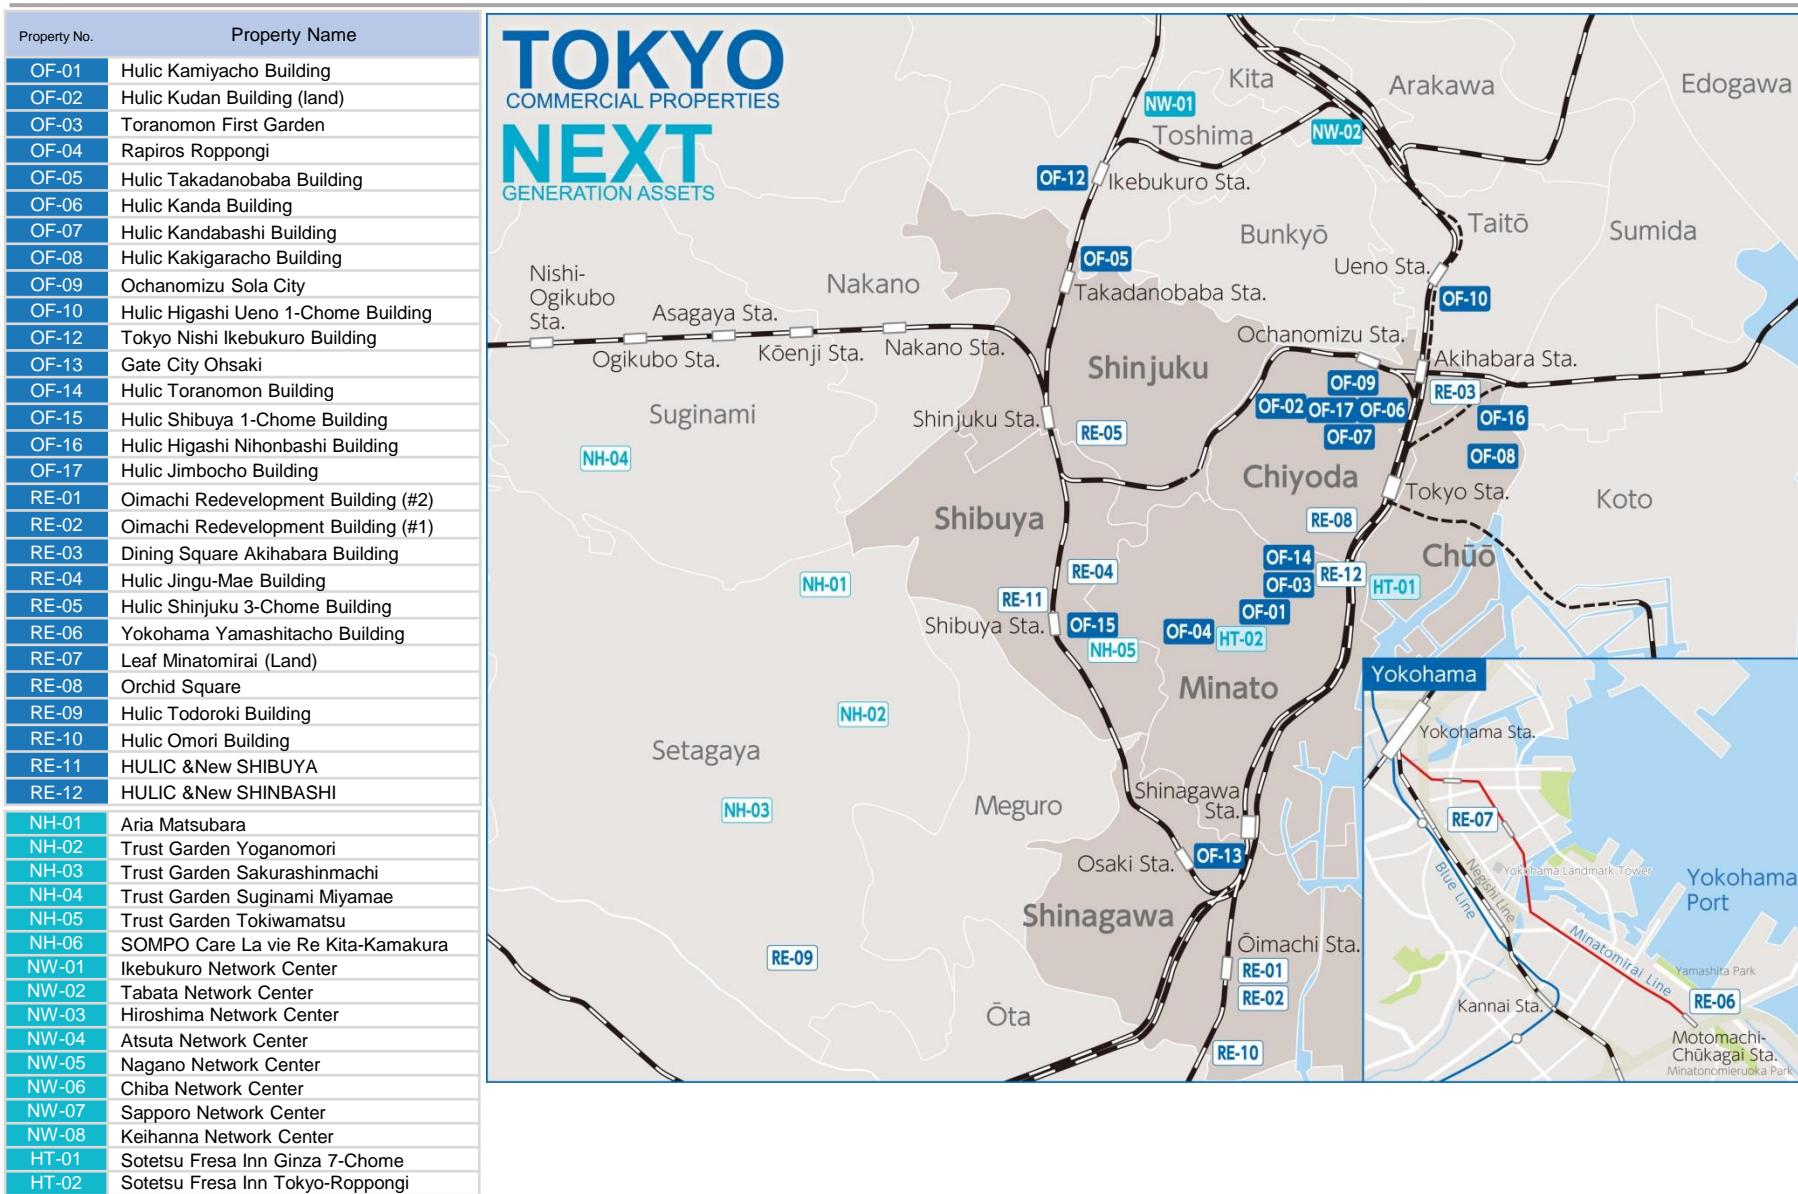 Property No. Property Name
OF-01 Hulic Kamiyacho Building
OF-02 Hulic Kudan Building (land)
OF-03 Toranomon First Garden
OF-04 Rapiros Roppongi
OF-05 Hulic Takadanobaba Building
OF-06 Hulic Kanda Building
OF-07 Hulic Kandabashi Building
OF-08 Hulic Kakigaracho Building
OF-09 Ochanomizu Sola City
OF-10 Hulic Higashi Ueno 1-Chome Building
OF-12 Tokyo Nishi Ikebukuro Building
OF-13 Gate City Ohsaki
OF-14 Hulic Toranomon Building
OF-15 Hulic Shibuya 1-Chome Building
OF-16 Hulic Higashi Nihonbashi Building
OF-17 Hulic Jimbocho Building
RE-01 Oimachi Redevelopment Building (#2)
RE-02 Oimachi Redevelopment Building (#1)
RE-03 Dining Square Akihabara Building
RE-04 Hulic Jingu-Mae Building
RE-05 Hulic Shinjuku 3-Chome Building
RE-06 Yokohama Yamashitacho Building
RE-07 Leaf Minatomirai (Land)
RE-08 Orchid Square
RE-09 Hulic Todoroki Building
RE-10 Hulic Omori Building
RE-11 HULIC &New SHIBUYA
RE-12 HULIC &New SHINBASHI
NH-01 Aria Matsubara
NH-02 Trust Garden Yoganomori
NH-03 Trust Garden Sakurashinmachi
NH-04 Trust Garden Suginami Miyamae
NH-05 Trust Garden Tokiwamatsu
NH-06 SOMPO Care La vie Re Kita-Kamakura
NW-01 Ikebukuro Network Center
NW-02 Tabata Network Center
NW-03 Hiroshima Network Center
NW-04 Atsuta Network Center
NW-05 Nagano Network Center
NW-06 Chiba Network Center
NW-07 Sapporo Network Center
NW-08 Keihanna Network Center
HT-01 Sotetsu Fresa Inn Ginza 7-Chome
HT-02 Sotetsu Fresa Inn Tokyo-Roppongi
TOKYO
COMMERCIAL PROPERTIES
NEXT
GENERATION ASSETS
Kita
Arakawa
Edogawa
NW-01
Toshima
NW-02
OF-12
Ikebukuro Sta.
Bunkyō
Taitō
Sumida
OF-05
Takadanobaba Sta.
Ueno Sta.
OF-10
Nishi-
Ogikubo
Sta.
Nakano
Asagaya Sta.
Ogikubo Sta.
Kōenji Sta.
Nakano Sta.
Ochanomizu Sta.
Akihabara Sta.
Shinjuku
OF-09
RE-03
Suginami
Shinjuku Sta.
RE-05
OF-02
OF-17
OF-06
OF-16
OF-07
NH-04
OF-08
Chiyoda
Tokyo Sta.
Koto
Shibuya
RE-08
Chūō
OF-14
NH-01
RE-04
OF-03
RE-12
HT-01
RE-11
OF-01
Shibuya Sta.
OF-15
OF-04
HT-02
NH-05
Minato
NH-02
Setagaya
NH-03
Meguro
Shinagawa
Sta.
Osaki Sta.
OF-13
Shinagawa
Ōimachi Sta.
RE-09
RE-01
RE-02
Ōta
RE-10
Yokohama
Yokohama Sta.
RE-07
Yokohama Landmark Tower
Blue Line
Negishi Line
Yokohama
Port
Minatomirai Line
Yamashita Park
Kannai Sta.
RE-06
Motomachi-
Chūkagai Sta.
Minatonomieruoka Park